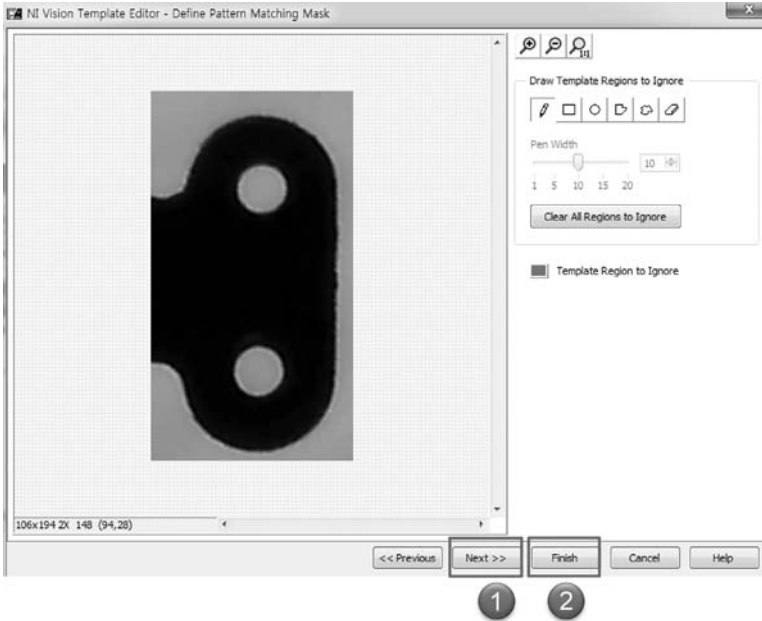 NI Vision Template Editor - Define Pattern Matching Mask
1:1
Draw Template Regions to Ignore
Pen Width
10
1 5 10 15 20
Clear All Regions to Ignore
Template Region to Ignore
106x194 2X 148 (94,28)
<< Previous Next >> Finish Cancel Help
1 2